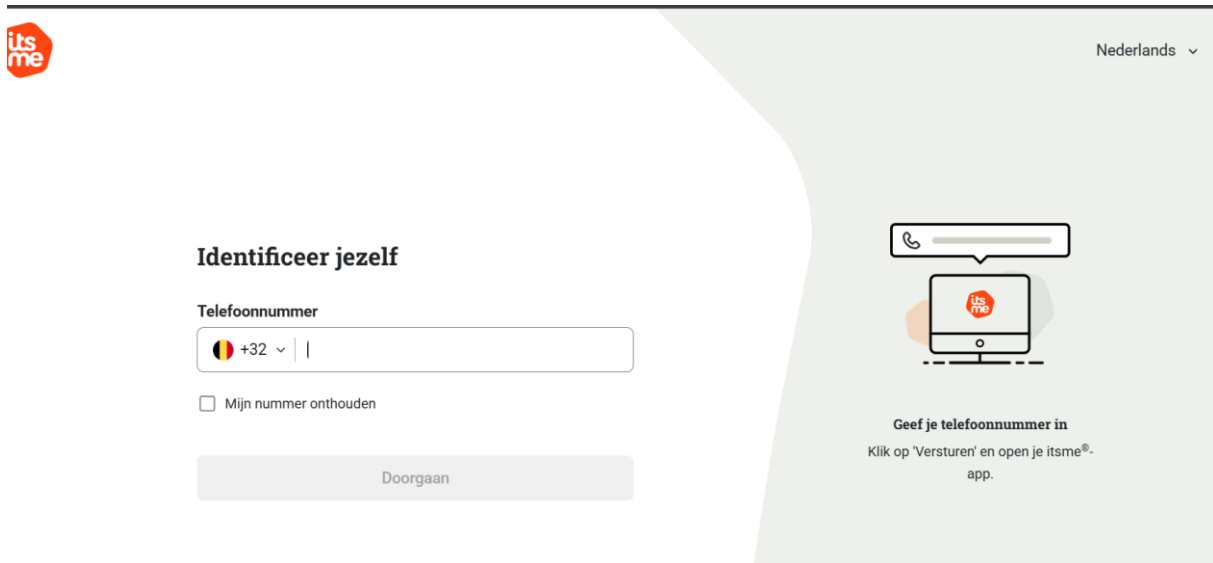 its
me
Nederlands
Identificeer jezelf
Telefoonnummer
+32
Mijn nummer onthouden
Doorgaan
its
me
Geef je telefoonnummer in
Klik op 'Versturen' en open je itsme®-
app.